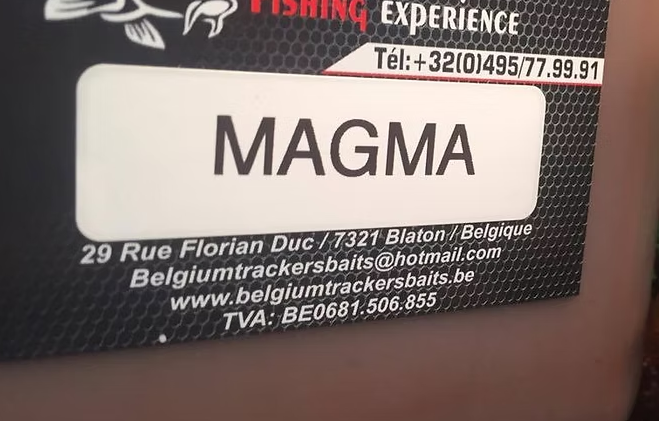 FISHING EXPERIENCE
Tél:+32(0)495/77.99.91
MAGMA
29 Rue Florian Duc / 7321 Blaton / Belgique
Belgiumtrackersbaits@hotmail.com
www.belgiumtrackersbaits.be
TVA: BE0681.506.855